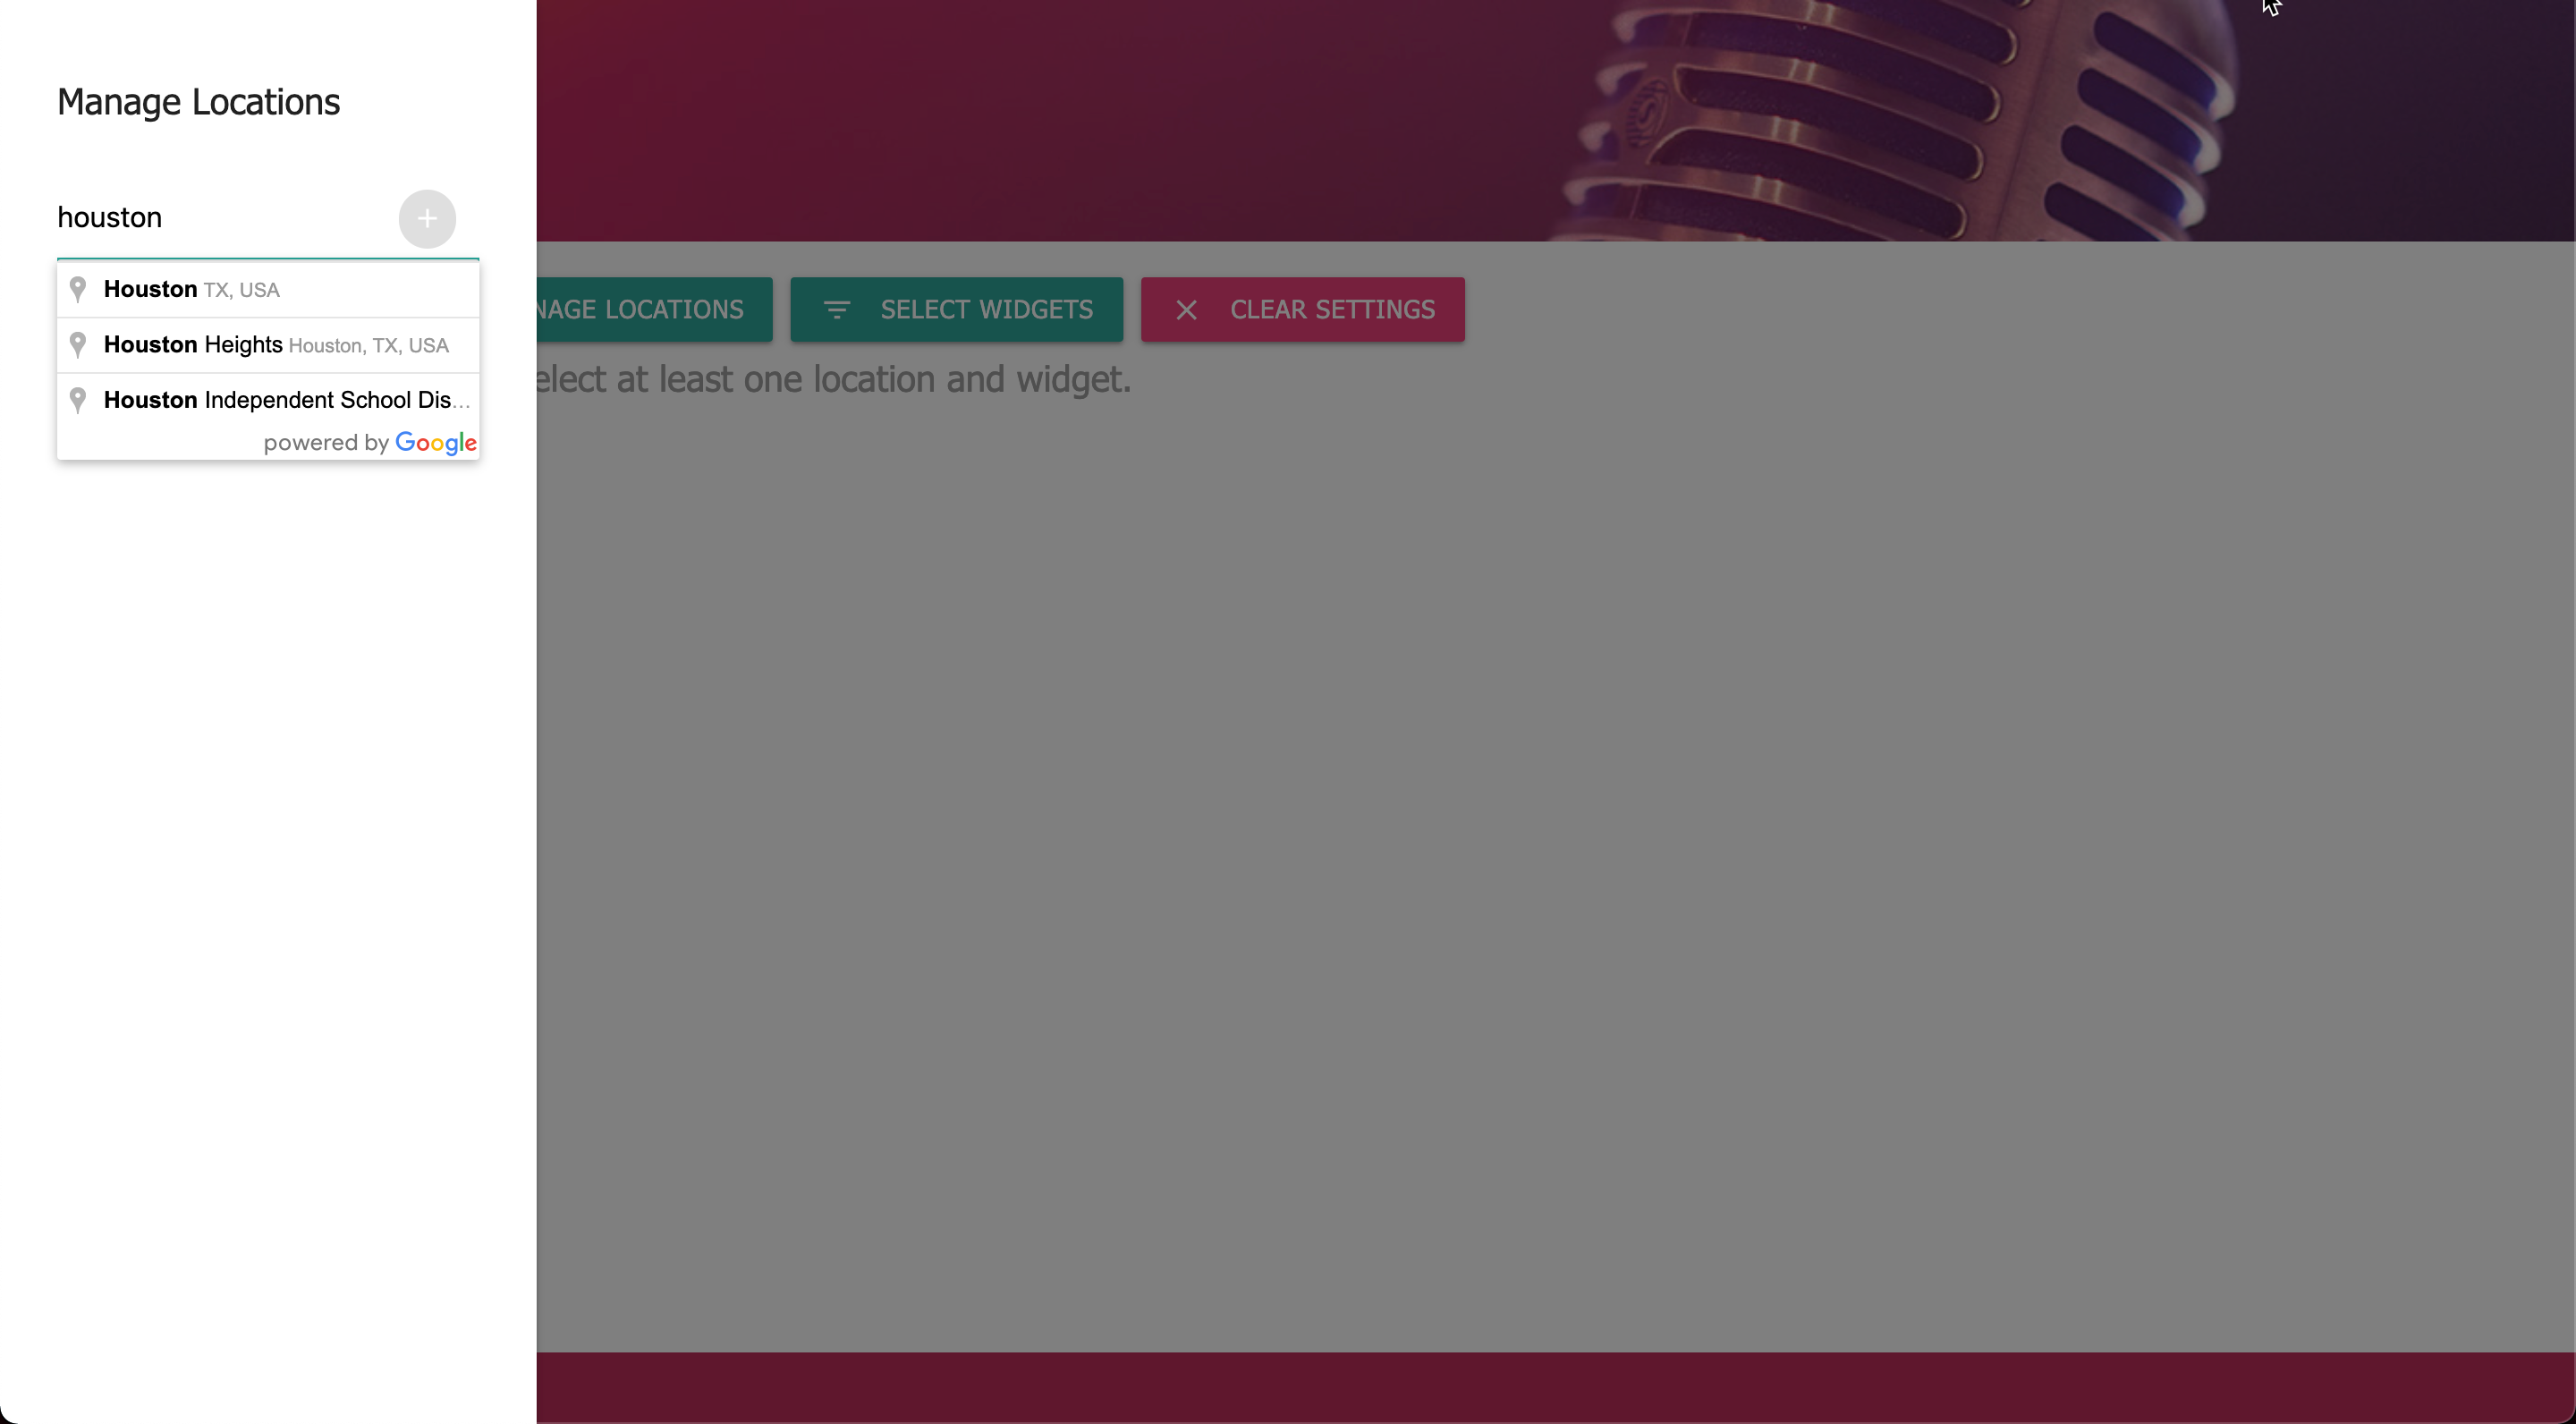 Manage Locations
houston
Houston TX, USA
Houston Heights Houston, TX, USA
Houston Independent School Dis...
powered by Google
NAGE LOCATIONS
SELECT WIDGETS
CLEAR SETTINGS
elect at least one location and widget.